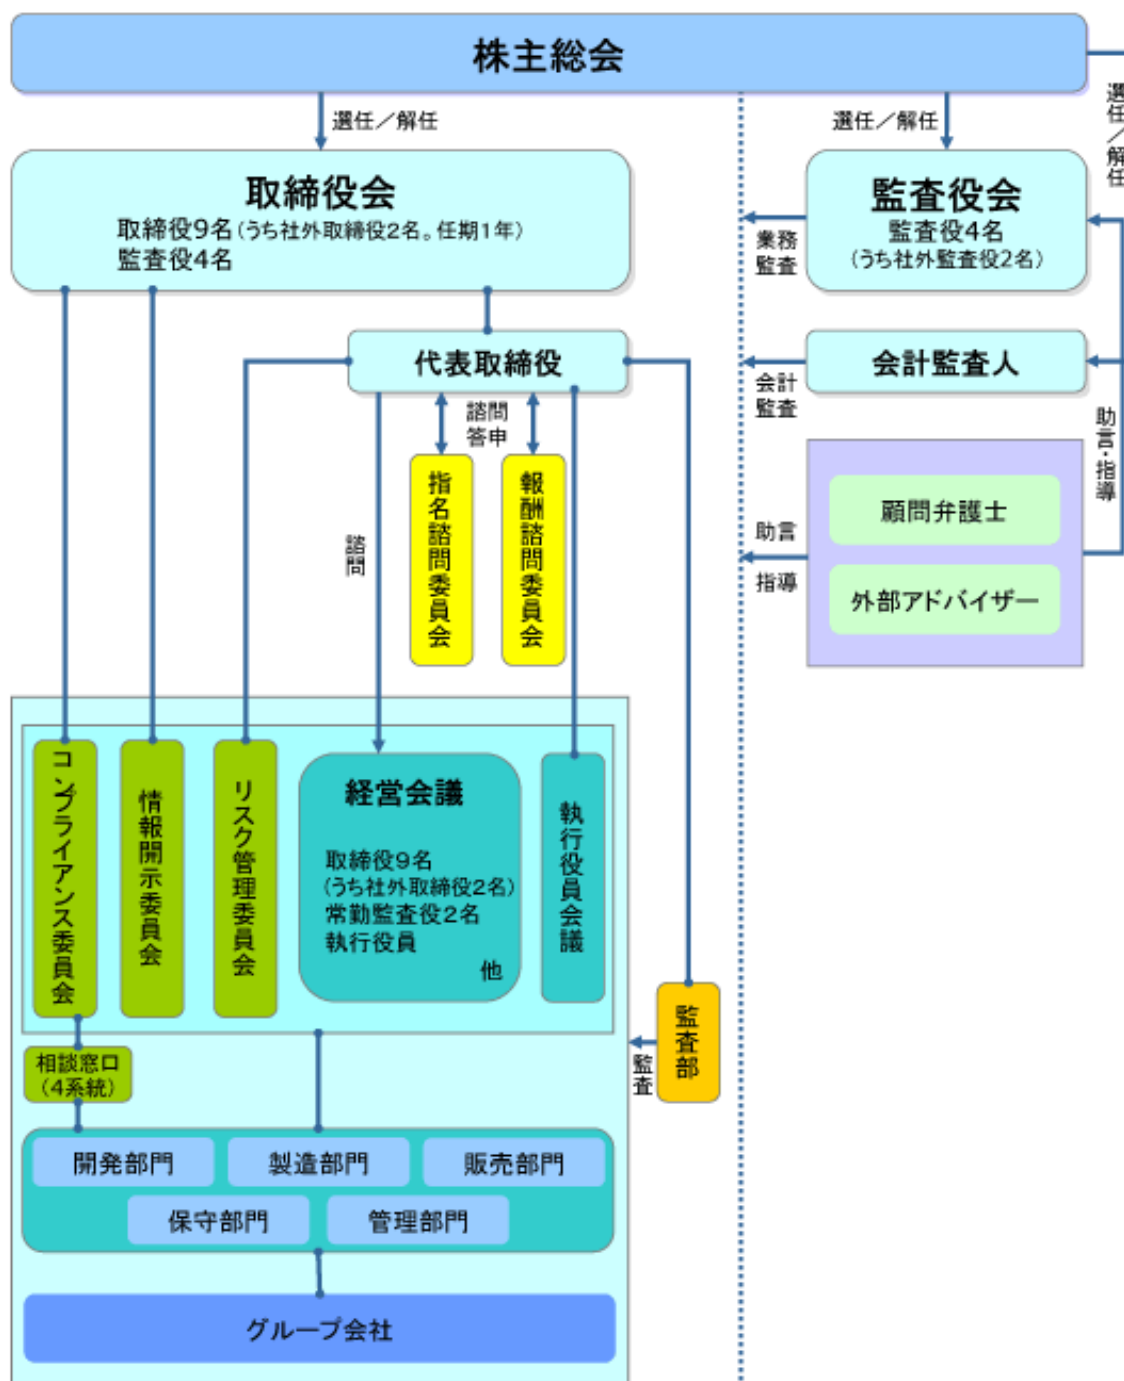 株主総会
選任／解任
選任／解任
選任／解任
取締役会
取締役9名(うち社外取締役2名。任期1年)
監査役4名
監査役会
監査役4名
(うち社外監査役2名)
業務
監査
代表取締役
会計監査人
会計
監査
諮問
答申
助言・指導
指名諮問委員会
報酬諮問委員会
諮問
顧問弁護士
助言
指導
外部アドバイザー
コンプライアンス委員会
情報開示委員会
リスク管理委員会
経営会議
取締役9名
(うち社外取締役2名)
常勤監査役2名
執行役員
他
執行役員会議
監査部
監査
相談窓口
(4系統)
開発部門
製造部門
販売部門
保守部門
管理部門
グループ会社